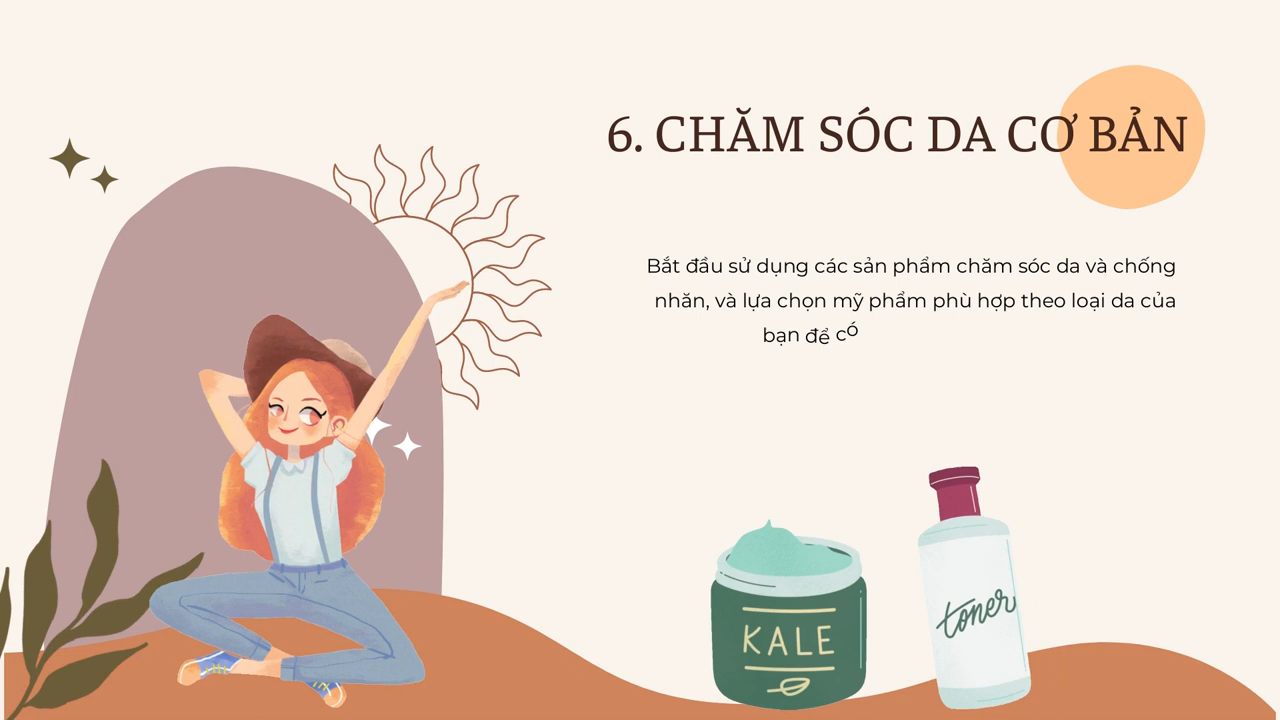 6. CHĂM SÓC DA CƠ BẢN
Bắt đầu sử dụng các sản phẩm chăm sóc da và chống
nhăn, và lựa chọn mỹ phẩm phù hợp theo loại da của
bạn để có
KALE
toner